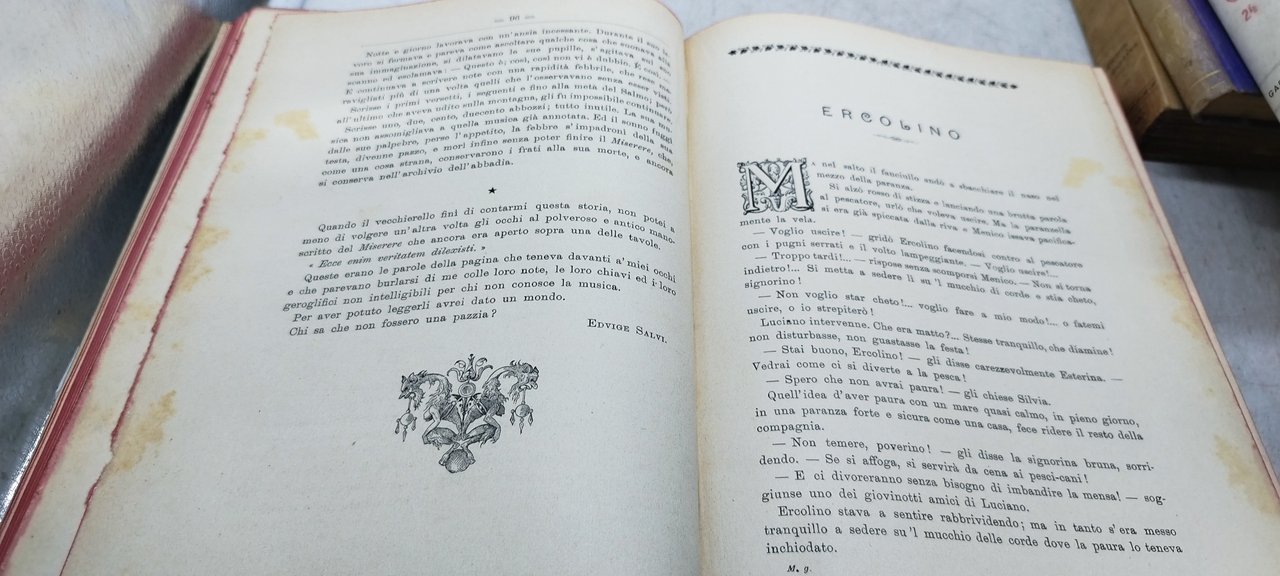 — 96 —
Notte e giorno lavorava con un'ansia incessante. Durante il suo la-
voro si fermava e pareva come ascoltare qualche cosa che suonava alla
sua immaginazione, si dilatavano le sue pupille, s'agitava sul suo
scanno ed esclamava: — Questo è; così, così non vi è dubbio. È così —
E continuava a scrivere note con una rapidità febbrile, che rese ma-
ravigliati più di una volta quelli che l'osservavano senza esser visti.
Scrisse i primi versetti, i seguenti e fino alla metà del Salmo; però,
all'ultimo che aveva udito sulla montagna, gli fu impossibile continuare.
Scrisse uno, due, cento, duecento abbozzi; tutto inutile. La sua mu-
sica non assomigliava a quella musica già annotata. Ed il sonno fuggì
dalle sue palpebre, perse l'appetito, la febbre s'impadronì della sua
testa, divenne pazzo, e morì infine senza poter finire il Miserere, che,
come una cosa strana, conservarono i frati alla sua morte, e ancora
si conserva nell'archivio dell'abbadia.
★
Quando il vecchierello finì di contarmi questa storia, non potei a
meno di volgere un'altra volta gli occhi al polveroso e antico mano-
scritto del Miserere che ancora era aperto sopra una delle tavole.
« Ecce enim veritatem dilexisti. »
Queste erano le parole della pagina che teneva davanti a' miei occhi
e che parevano burlarsi di me colle loro note, le loro chiavi ed i loro
geroglifici non intelligibili per chi non conosce la musica.
Per aver potuto leggerli avrei dato un mondo.
Chi sa che non fossero una pazzia?
EDVIGE SALVI.
ERCOLINO
MA nel salto il fanciullo andò a sbacchiare il naso nel
mezzo della paranza.
Si alzò rosso di stizza e lanciando una brutta parola
al pescatore, urlò che voleva uscire. Ma la paranzella
si era già spiccata dalla riva e Menico issava pacifica-
mente la vela.
— Voglio uscire! — gridò Ercolino facendosi contro al pescatore
con i pugni serrati e il volto lampeggiante. — Voglio uscire!...
— Troppo tardi!... — rispose senza scomporsi Menico. — Non si torna
indietro!... Si metta a sedere lì su 'l mucchio di corde e stia cheto,
signorino!
— Non voglio star cheto!... voglio fare a mio modo!... o fatemi
uscire, o io strepiterò!
Luciano intervenne. Che era matto?... Stesse tranquillo, che diamine!
non disturbasse, non guastasse la festa!
— Stai buono, Ercolino! — gli disse carezzevolmente Esterina. —
Vedrai come ci si diverte a la pesca!
— Spero che non avrai paura! — gli chiese Silvia.
Quell'idea d'aver paura con un mare quasi calmo, in pieno giorno,
in una paranza forte e sicura come una casa, fece ridere il resto della
compagnia.
— Non temere, poverino! — gli disse la signorina bruna, sorri-
dendo. — Se si affoga, si servirà da cena ai pesci-cani!
— E ci divoreranno senza bisogno di imbandire la mensa! — sog-
giunse uno dei giovinotti amici di Luciano.
Ercolino stava a sentire rabbrividendo; ma in tanto s'era messo
tranquillo a sedere su 'l mucchio delle corde dove la paura lo teneva
inchiodato.
M. g.